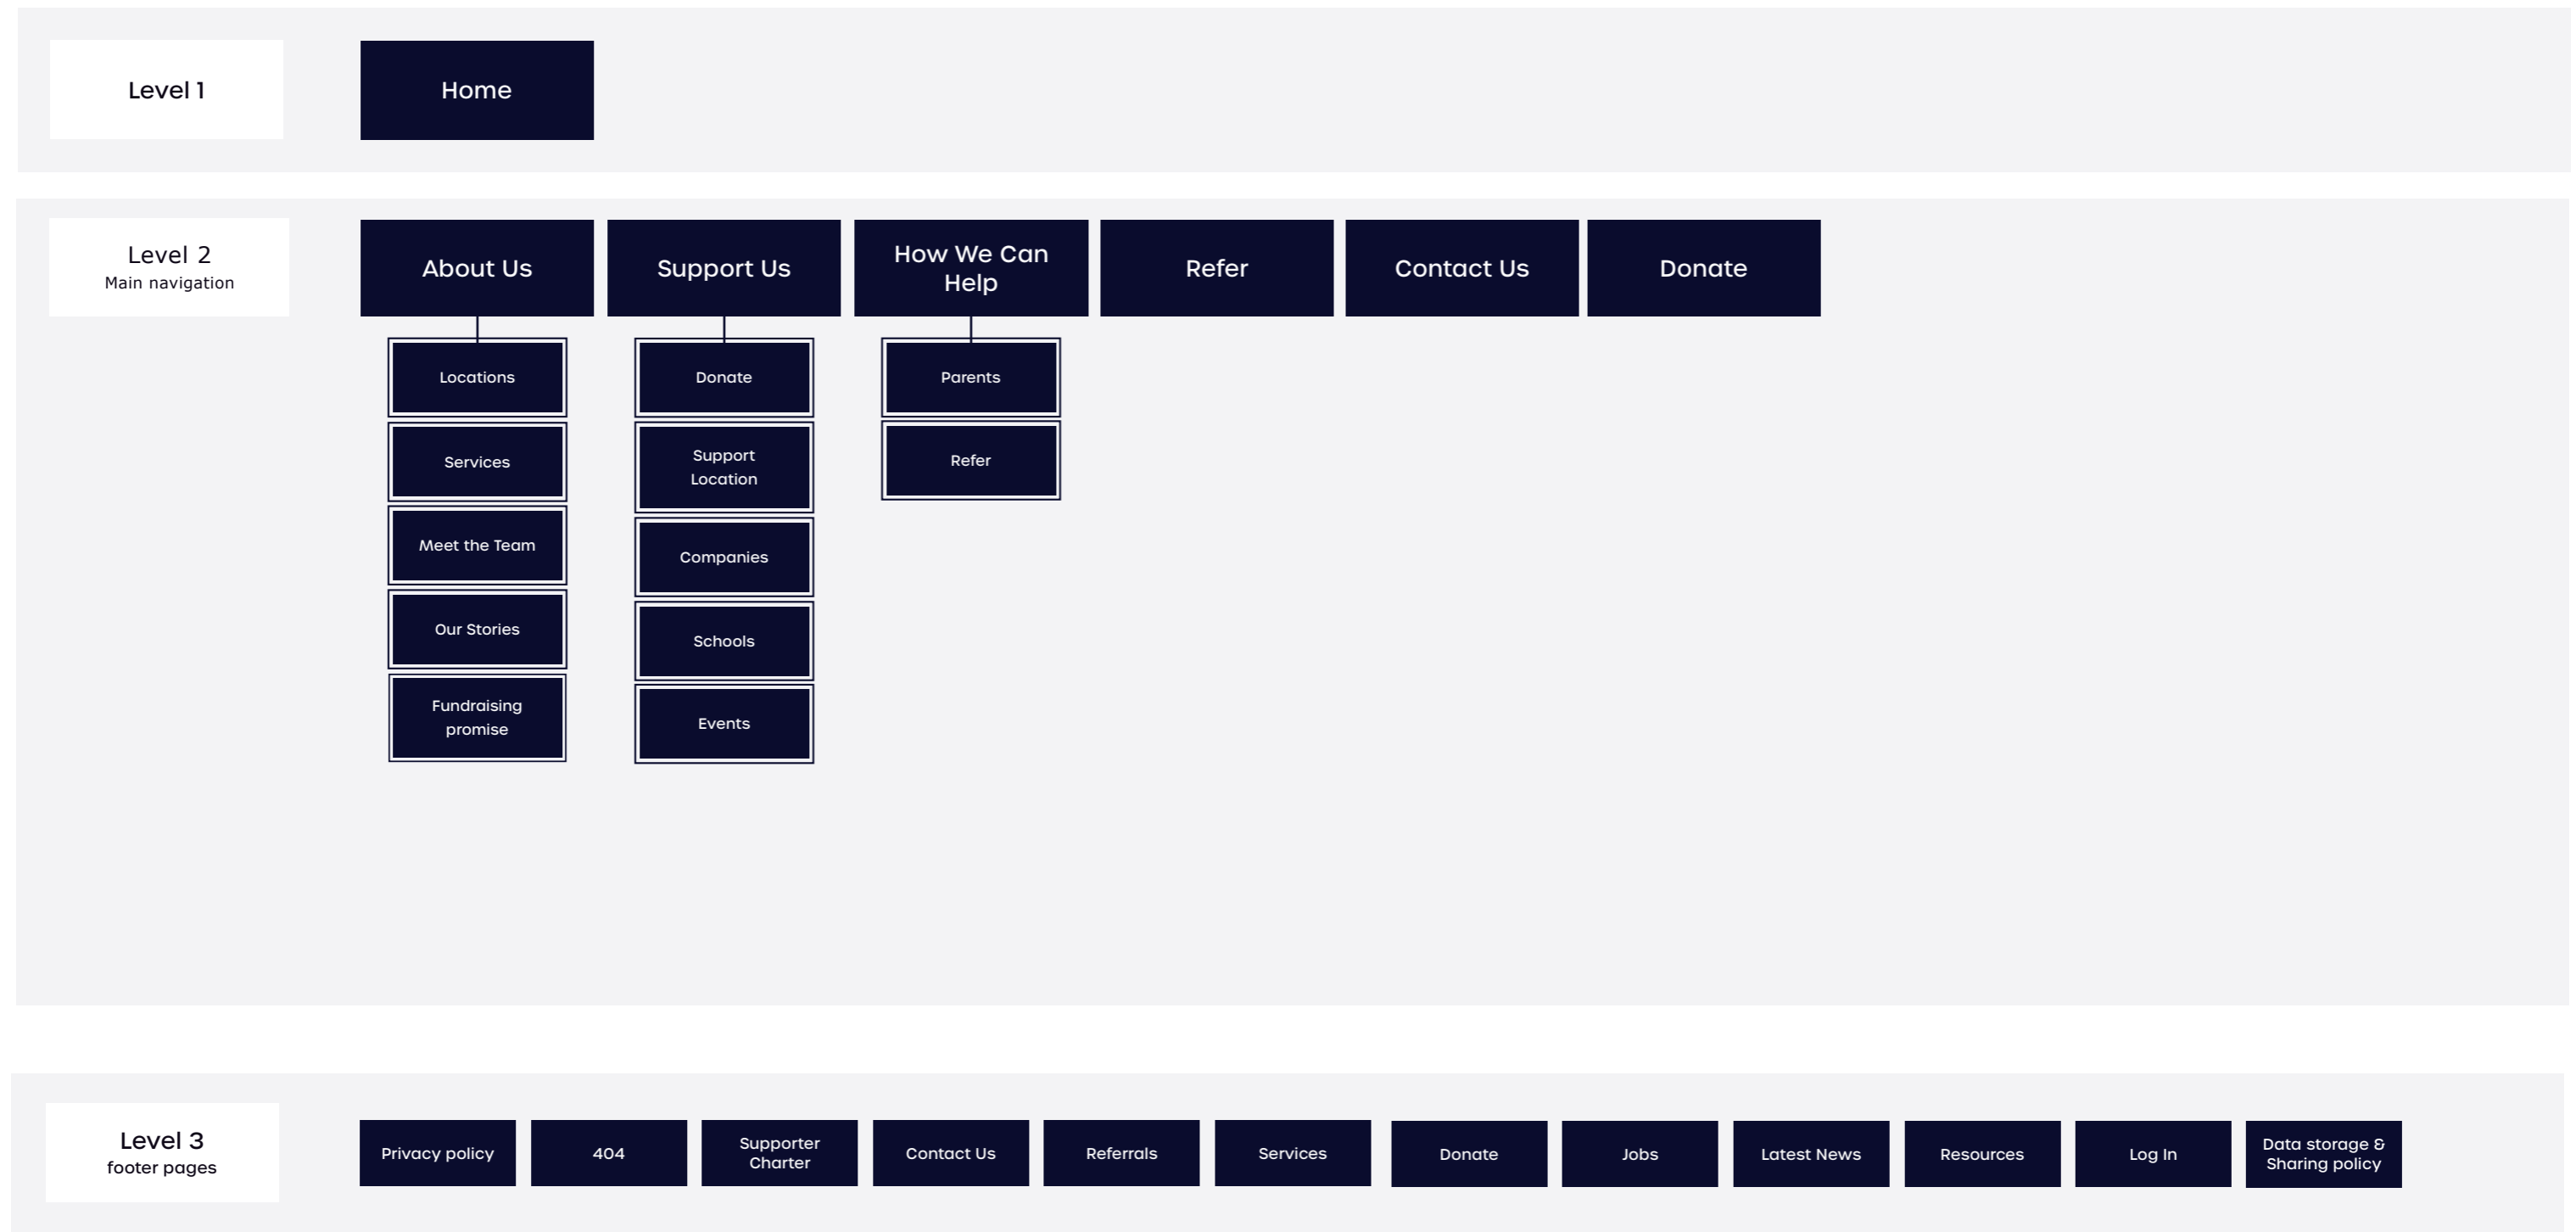 Level 1
Home
Level 2
Main navigation
About Us
Support Us
How We Can
Help
Refer
Contact Us
Donate
Locations
Services
Meet the Team
Our Stories
Fundraising
promise
Donate
Support
Location
Companies
Schools
Events
Parents
Refer
Level 3
footer pages
Privacy policy
404
Supporter
Charter
Contact Us
Referrals
Services
Donate
Jobs
Latest News
Resources
Log In
Data storage &
Sharing policy